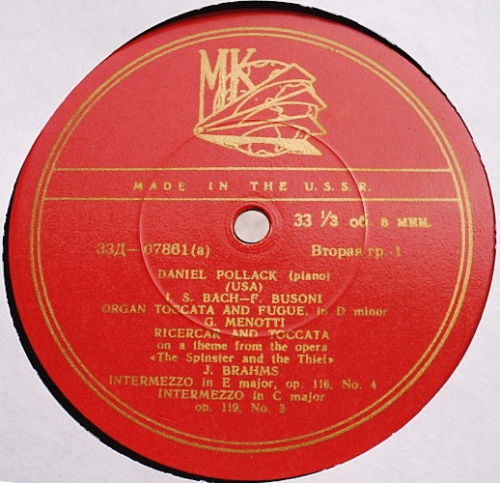 MK
MADE IN THE U.S.S.R.
33 1/3 об. в мин.
33Д—07861(а)
Вторая гр. 1
DANIEL POLLACK (piano)
(USA)
I. S. BACH—F. BUSONI
ORGAN TOCCATA AND FUGUE, in D minor
G. MENOTTI
RICERCAR AND TOCCATA
on a theme from the opera
«The Spinster and the Thief»
J. BRAHMS
INTERMEZZO in E major, op. 116, No. 4
INTERMEZZO in C major
op. 119, No. 3